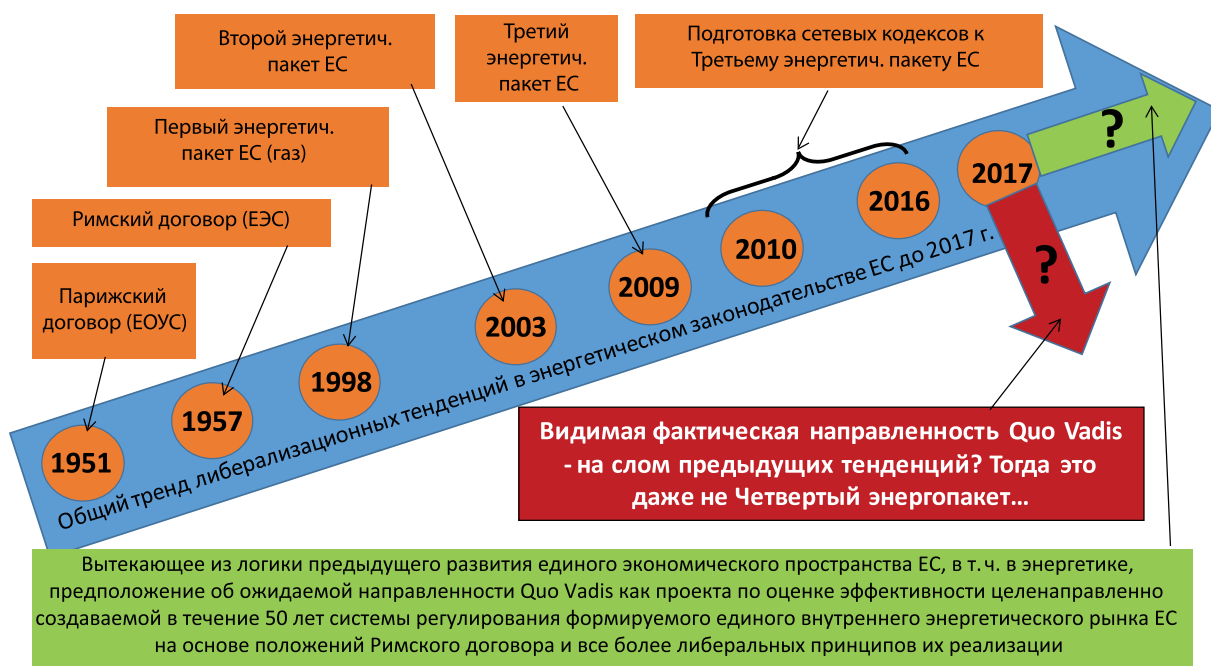 Второй энергетич.
пакет ЕС
Третий
энергетич.
пакет ЕС
Подготовка сетевых кодексов к
Третьему энергетич. пакету ЕС
Первый энергетич.
пакет ЕС (газ)
Римский договор (ЕЭС)
Парижский
договор (ЕОУС)
1951
1957
1998
2003
2009
2010
2016
2017
?
?
Общий тренд либерализационных тенденций в энергетическом законодательстве ЕС до 2017 г.
Видимая фактическая направленность Quo Vadis
- на слом предыдущих тенденций? Тогда это
даже не Четвертый энергопакет…
Вытекающее из логики предыдущего развития единого экономического пространства ЕС, в т. ч. в энергетике,
предположение об ожидаемой направленности Quo Vadis как проекта по оценке эффективности целенаправленно
создаваемой в течение 50 лет системы регулирования формируемого единого внутреннего энергетического рынка ЕС
на основе положений Римского договора и все более либеральных принципов их реализации